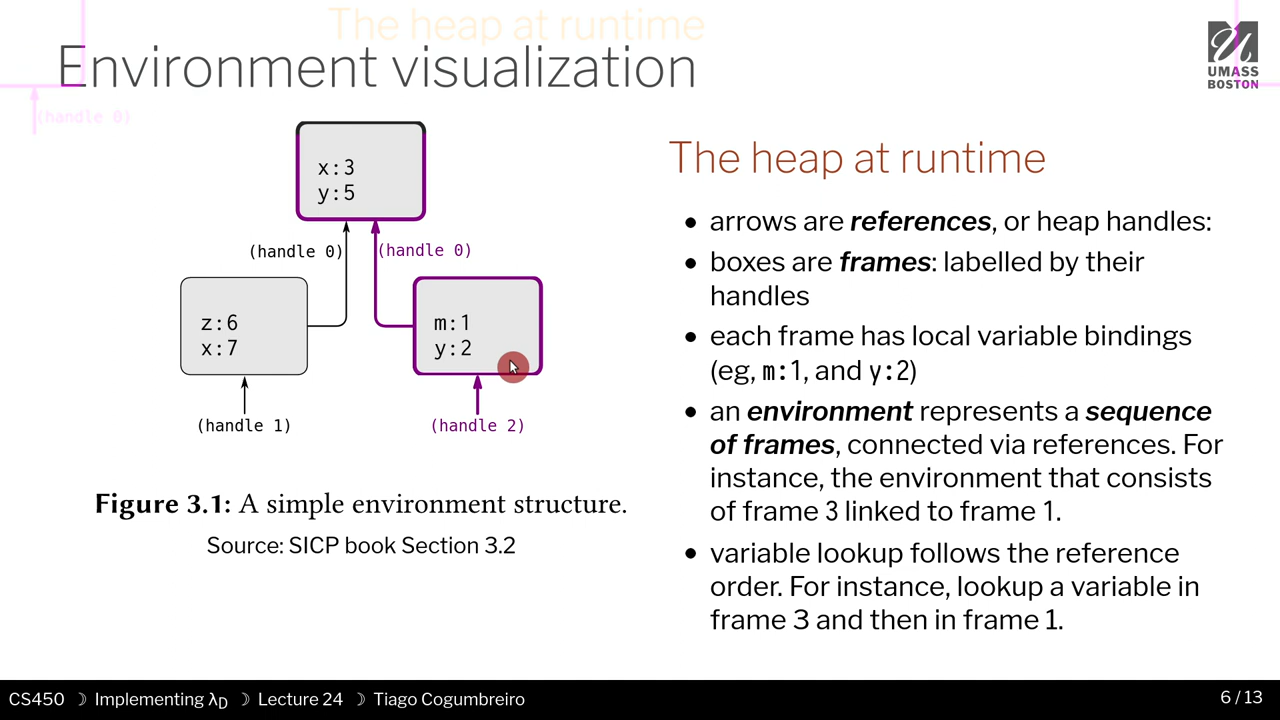 The heap at runtime
Environment visualization
UMASS
BOSTON
(handle 0)
x:3
y:5
(handle 0)
(handle 0)
z:6
x:7
m:1
y:2
(handle 1)
(handle 2)
Figure 3.1: A simple environment structure.
Source: SICP book Section 3.2
The heap at runtime
• arrows are references, or heap handles:
• boxes are frames: labelled by their
handles
• each frame has local variable bindings
(eg, m:1, and y:2)
• an environment represents a sequence
of frames, connected via references. For
instance, the environment that consists
of frame 3 linked to frame 1.
• variable lookup follows the reference
order. For instance, lookup a variable in
frame 3 and then in frame 1.
CS450 ☽ Implementing λD ☽ Lecture 24 ☽ Tiago Cogumbreiro
6 / 13